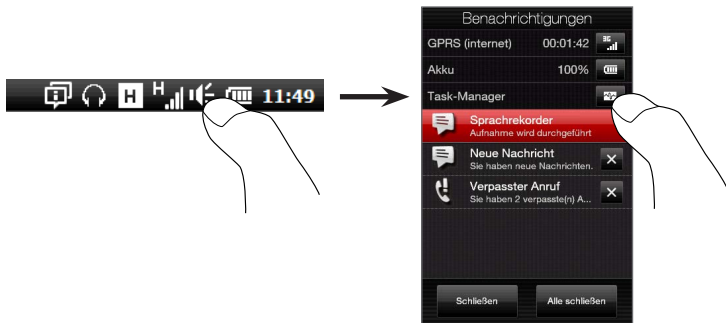 H H 11:49
Benachrichtigungen
GPRS (internet) 00:01:42 3G
Akku 100%
Task-Manager
Sprachrekorder
Aufnahme wird durchgeführt
Neue Nachricht
Sie haben neue Nachrichten.
Verpasster Anruf
Sie haben 2 verpasste(n) A...
Schließen Alle schließen